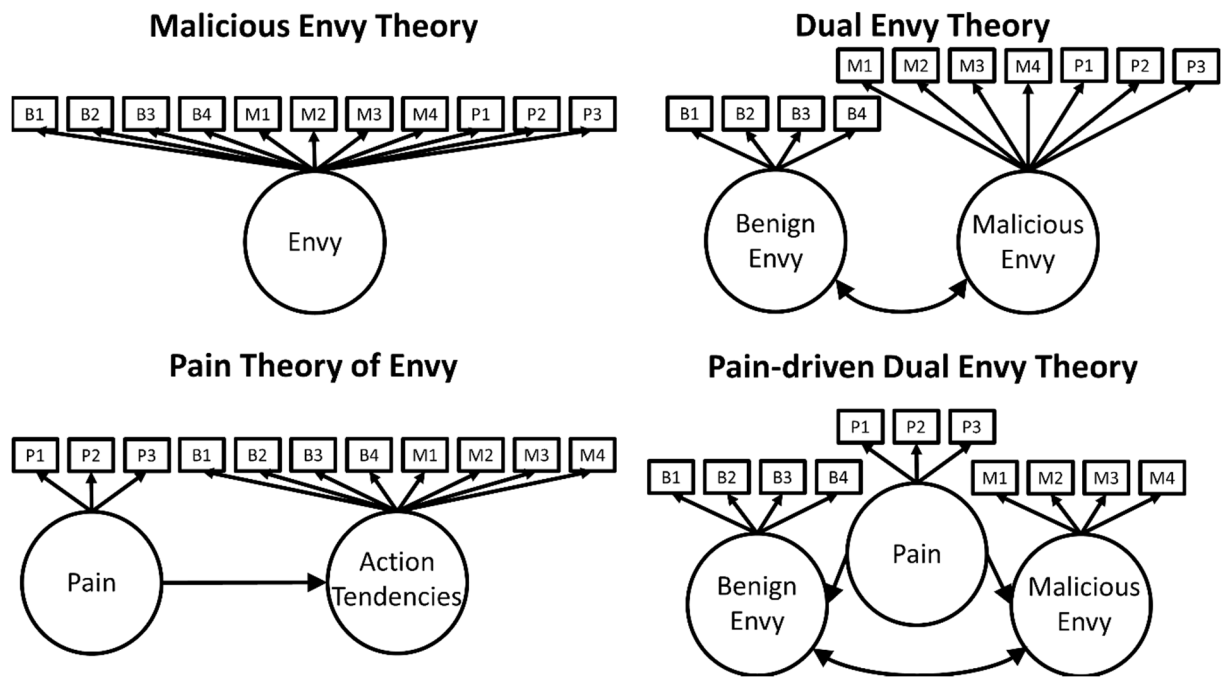 Malicious Envy Theory
B1 B2 B3 B4 M1 M2 M3 M4 P1 P2 P3
Envy
Dual Envy Theory
M1 M2 M3 M4 P1 P2 P3
B1 B2 B3 B4
Benign
Envy
Malicious
Envy
Pain Theory of Envy
P1 P2 P3 B1 B2 B3 B4 M1 M2 M3 M4
Pain
Action
Tendencies
Pain-driven Dual Envy Theory
P1 P2 P3
B1 B2 B3 B4
M1 M2 M3 M4
Benign
Envy
Pain
Malicious
Envy